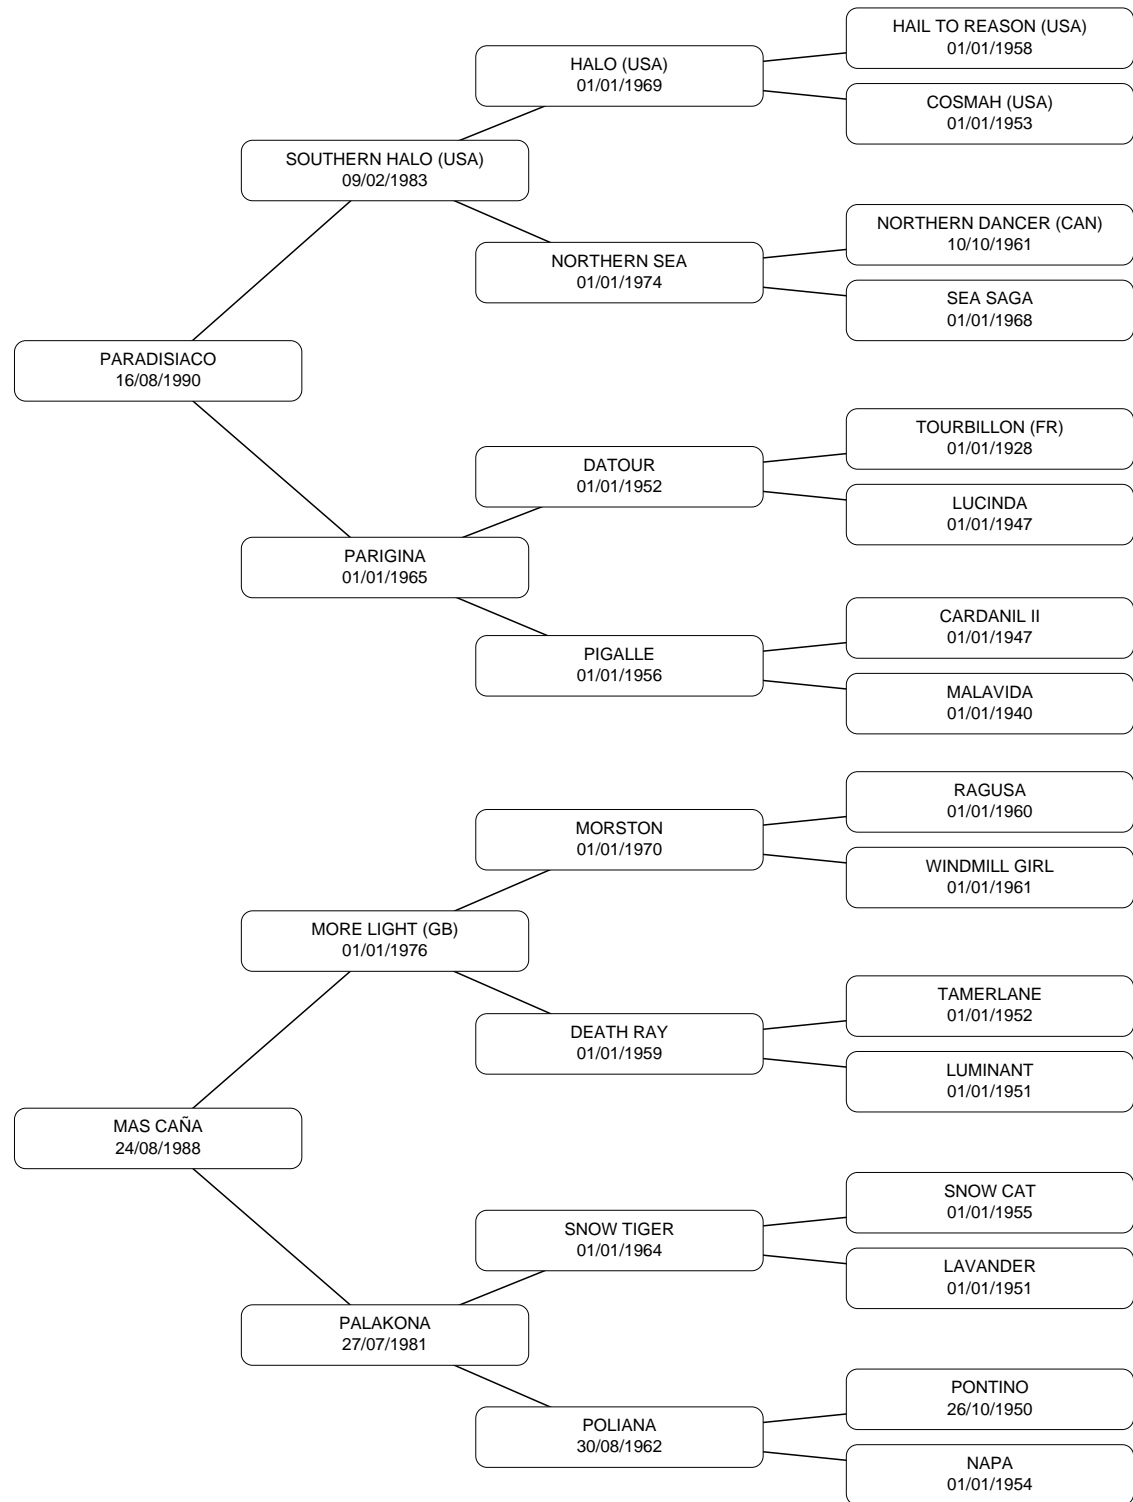 HAIL TO REASON (USA)
01/01/1958
HALO (USA)
01/01/1969
COSMAH (USA)
01/01/1953
SOUTHERN HALO (USA)
09/02/1983
NORTHERN DANCER (CAN)
10/10/1961
NORTHERN SEA
01/01/1974
SEA SAGA
01/01/1968
PARADISIACO
16/08/1990
TOURBILLON (FR)
01/01/1928
DATOUR
01/01/1952
LUCINDA
01/01/1947
PARIGINA
01/01/1965
CARDANIL II
01/01/1947
PIGALLE
01/01/1956
MALAVIDA
01/01/1940
RAGUSA
01/01/1960
MORSTON
01/01/1970
WINDMILL GIRL
01/01/1961
MORE LIGHT (GB)
01/01/1976
TAMERLANE
01/01/1952
DEATH RAY
01/01/1959
LUMINANT
01/01/1951
MAS CAÑA
24/08/1988
SNOW CAT
01/01/1955
SNOW TIGER
01/01/1964
LAVANDER
01/01/1951
PALAKONA
27/07/1981
PONTINO
26/10/1950
POLIANA
30/08/1962
NAPA
01/01/1954